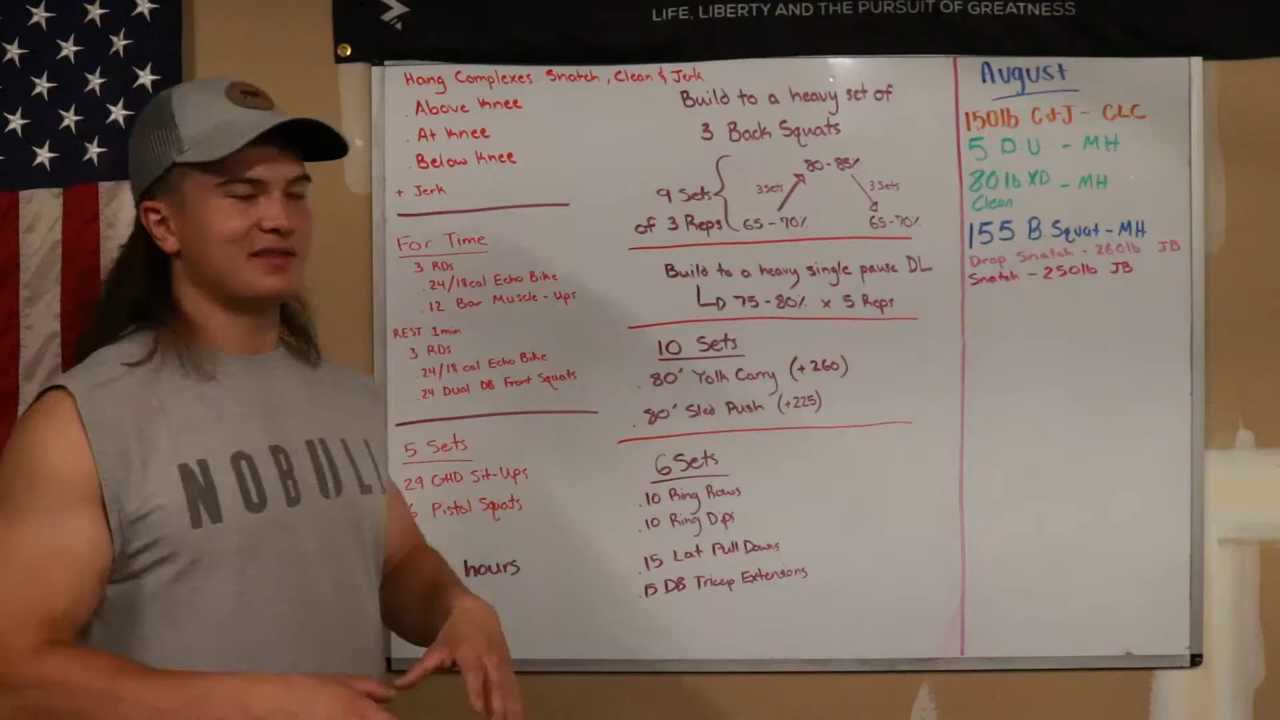 LIFE, LIBERTY AND THE PURSUIT OF GREATNESS
Hang Complexes: Snatch, Clean & Jerk
. Above Knee
. At Knee
. Below Knee
+ Jerk
For Time
3 RDs
. 24/18cal Echo Bike
. 12 Bar Muscle-Ups
REST 1min
3 RDs
. 24/18 cal Echo Bike
. 24 Dual DB Front Squats
5 Sets
29 GHD Sit-Ups
Pistol Squats
hours
Build to a heavy set of
3 Back Squats
9 Sets
of 3 Reps
65-70%
3 Sets
80-85%
3 Sets
65-70%
Build to a heavy single pause DL
75-80% x 5 Reps
10 Sets
. 80' Yolk Carry (+260)
. 80' Sled Push (+225)
6 Sets
. 10 Ring Rows
. 10 Ring Dips
. 15 Lat Pull Downs
. 15 DB Tricep Extensions
August
150lb C&J - CLC
5 D.U - MH
80lb XD - MH
Clean
155 B Squat - MH
Drop Snatch - 260lb JB
Snatch - 250lb JB
NOBULL